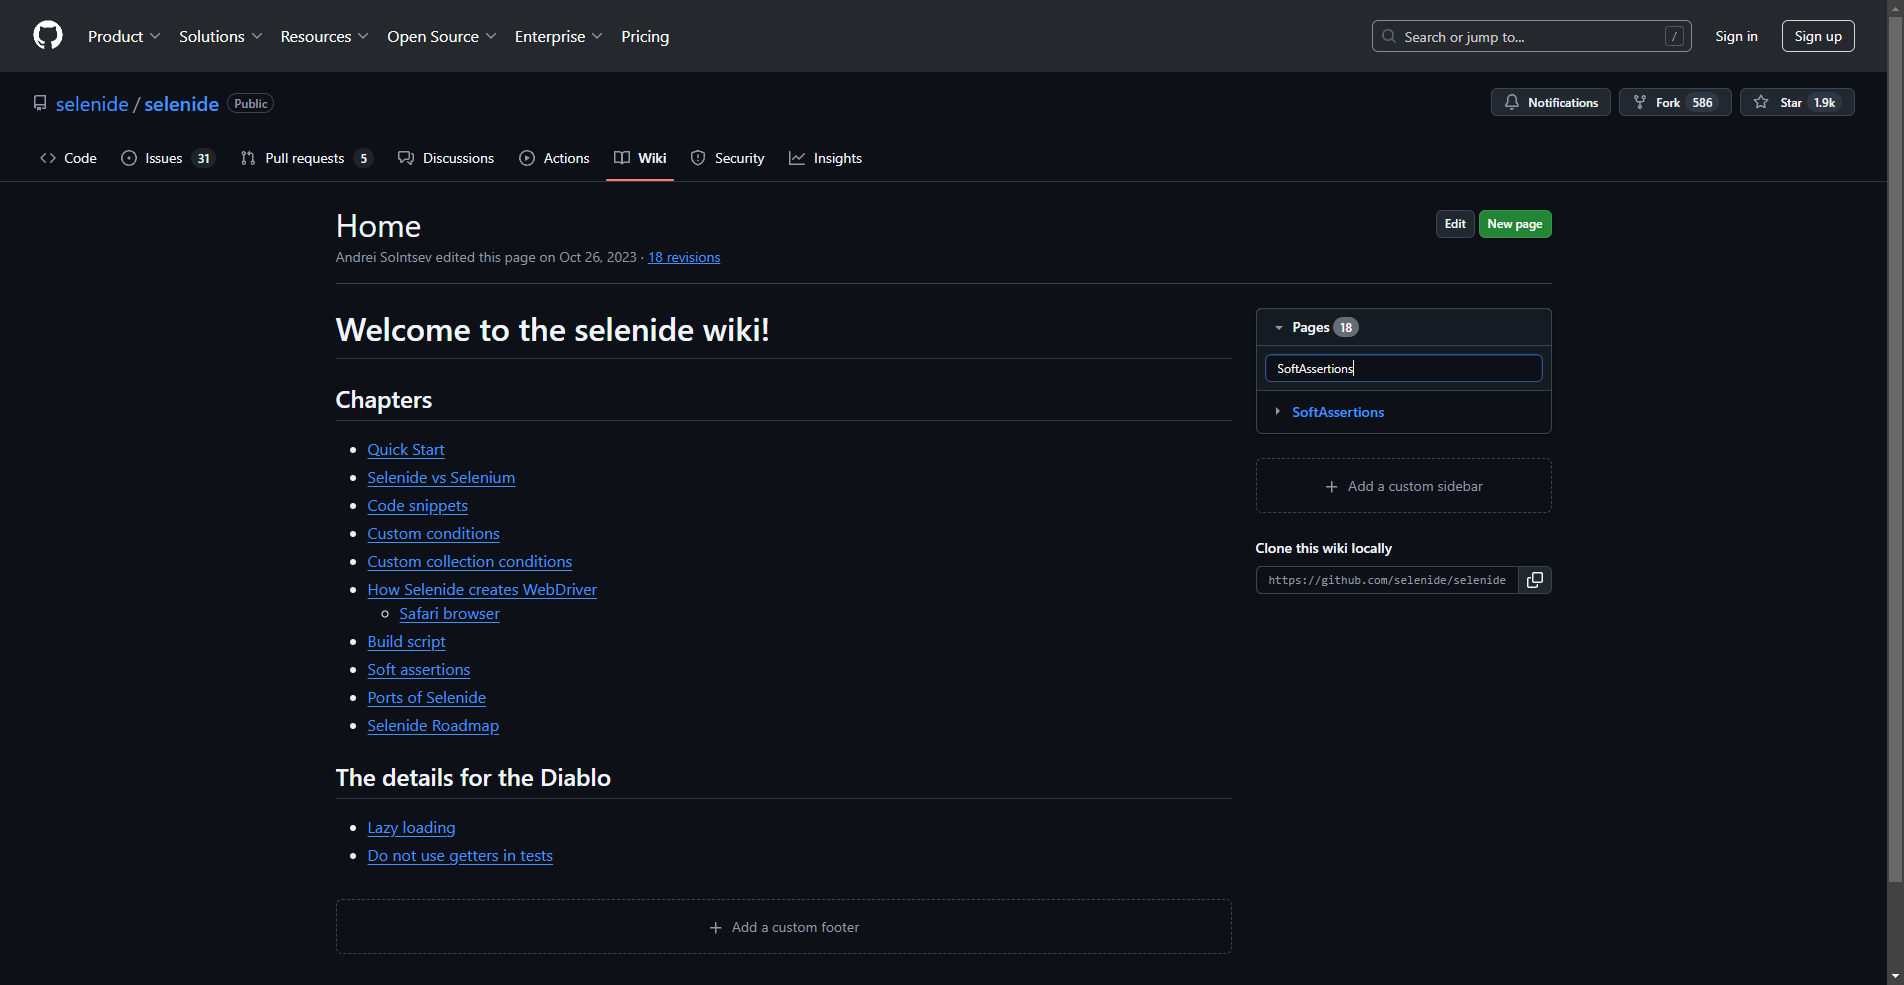 Product Solutions Resources Open Source Enterprise Pricing Search or jump to... / Sign in Sign up
selenide / selenide Public Notifications Fork 586 Star 1.9k
Code Issues 31 Pull requests 5 Discussions Actions Wiki Security Insights
Home
Edit New page
Andrei Solntsev edited this page on Oct 26, 2023 · 18 revisions
Welcome to the selenide wiki!
Chapters
Quick Start
Selenide vs Selenium
Code snippets
Custom conditions
Custom collection conditions
How Selenide creates WebDriver
Safari browser
Build script
Soft assertions
Ports of Selenide
Selenide Roadmap
The details for the Diablo
Lazy loading
Do not use getters in tests
Add a custom footer
Pages 18
SoftAssertions
SoftAssertions
Add a custom sidebar
Clone this wiki locally
https://github.com/selenide/selenide